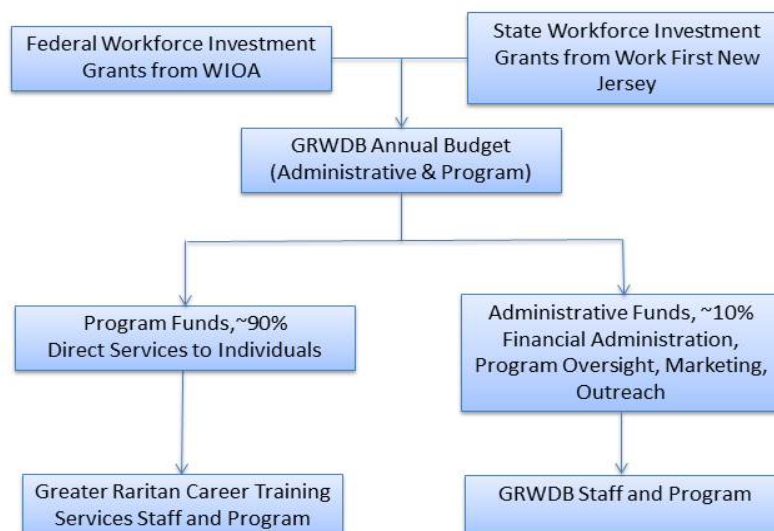 Federal Workforce Investment
Grants from WIOA
State Workforce Investment
Grants from Work First New
Jersey
GRWDB Annual Budget
(Administrative & Program)
Program Funds,~90%
Direct Services to Individuals
Administrative Funds, ~10%
Financial Administration,
Program Oversight, Marketing,
Outreach
Greater Raritan Career Training
Services Staff and Program
GRWDB Staff and Program